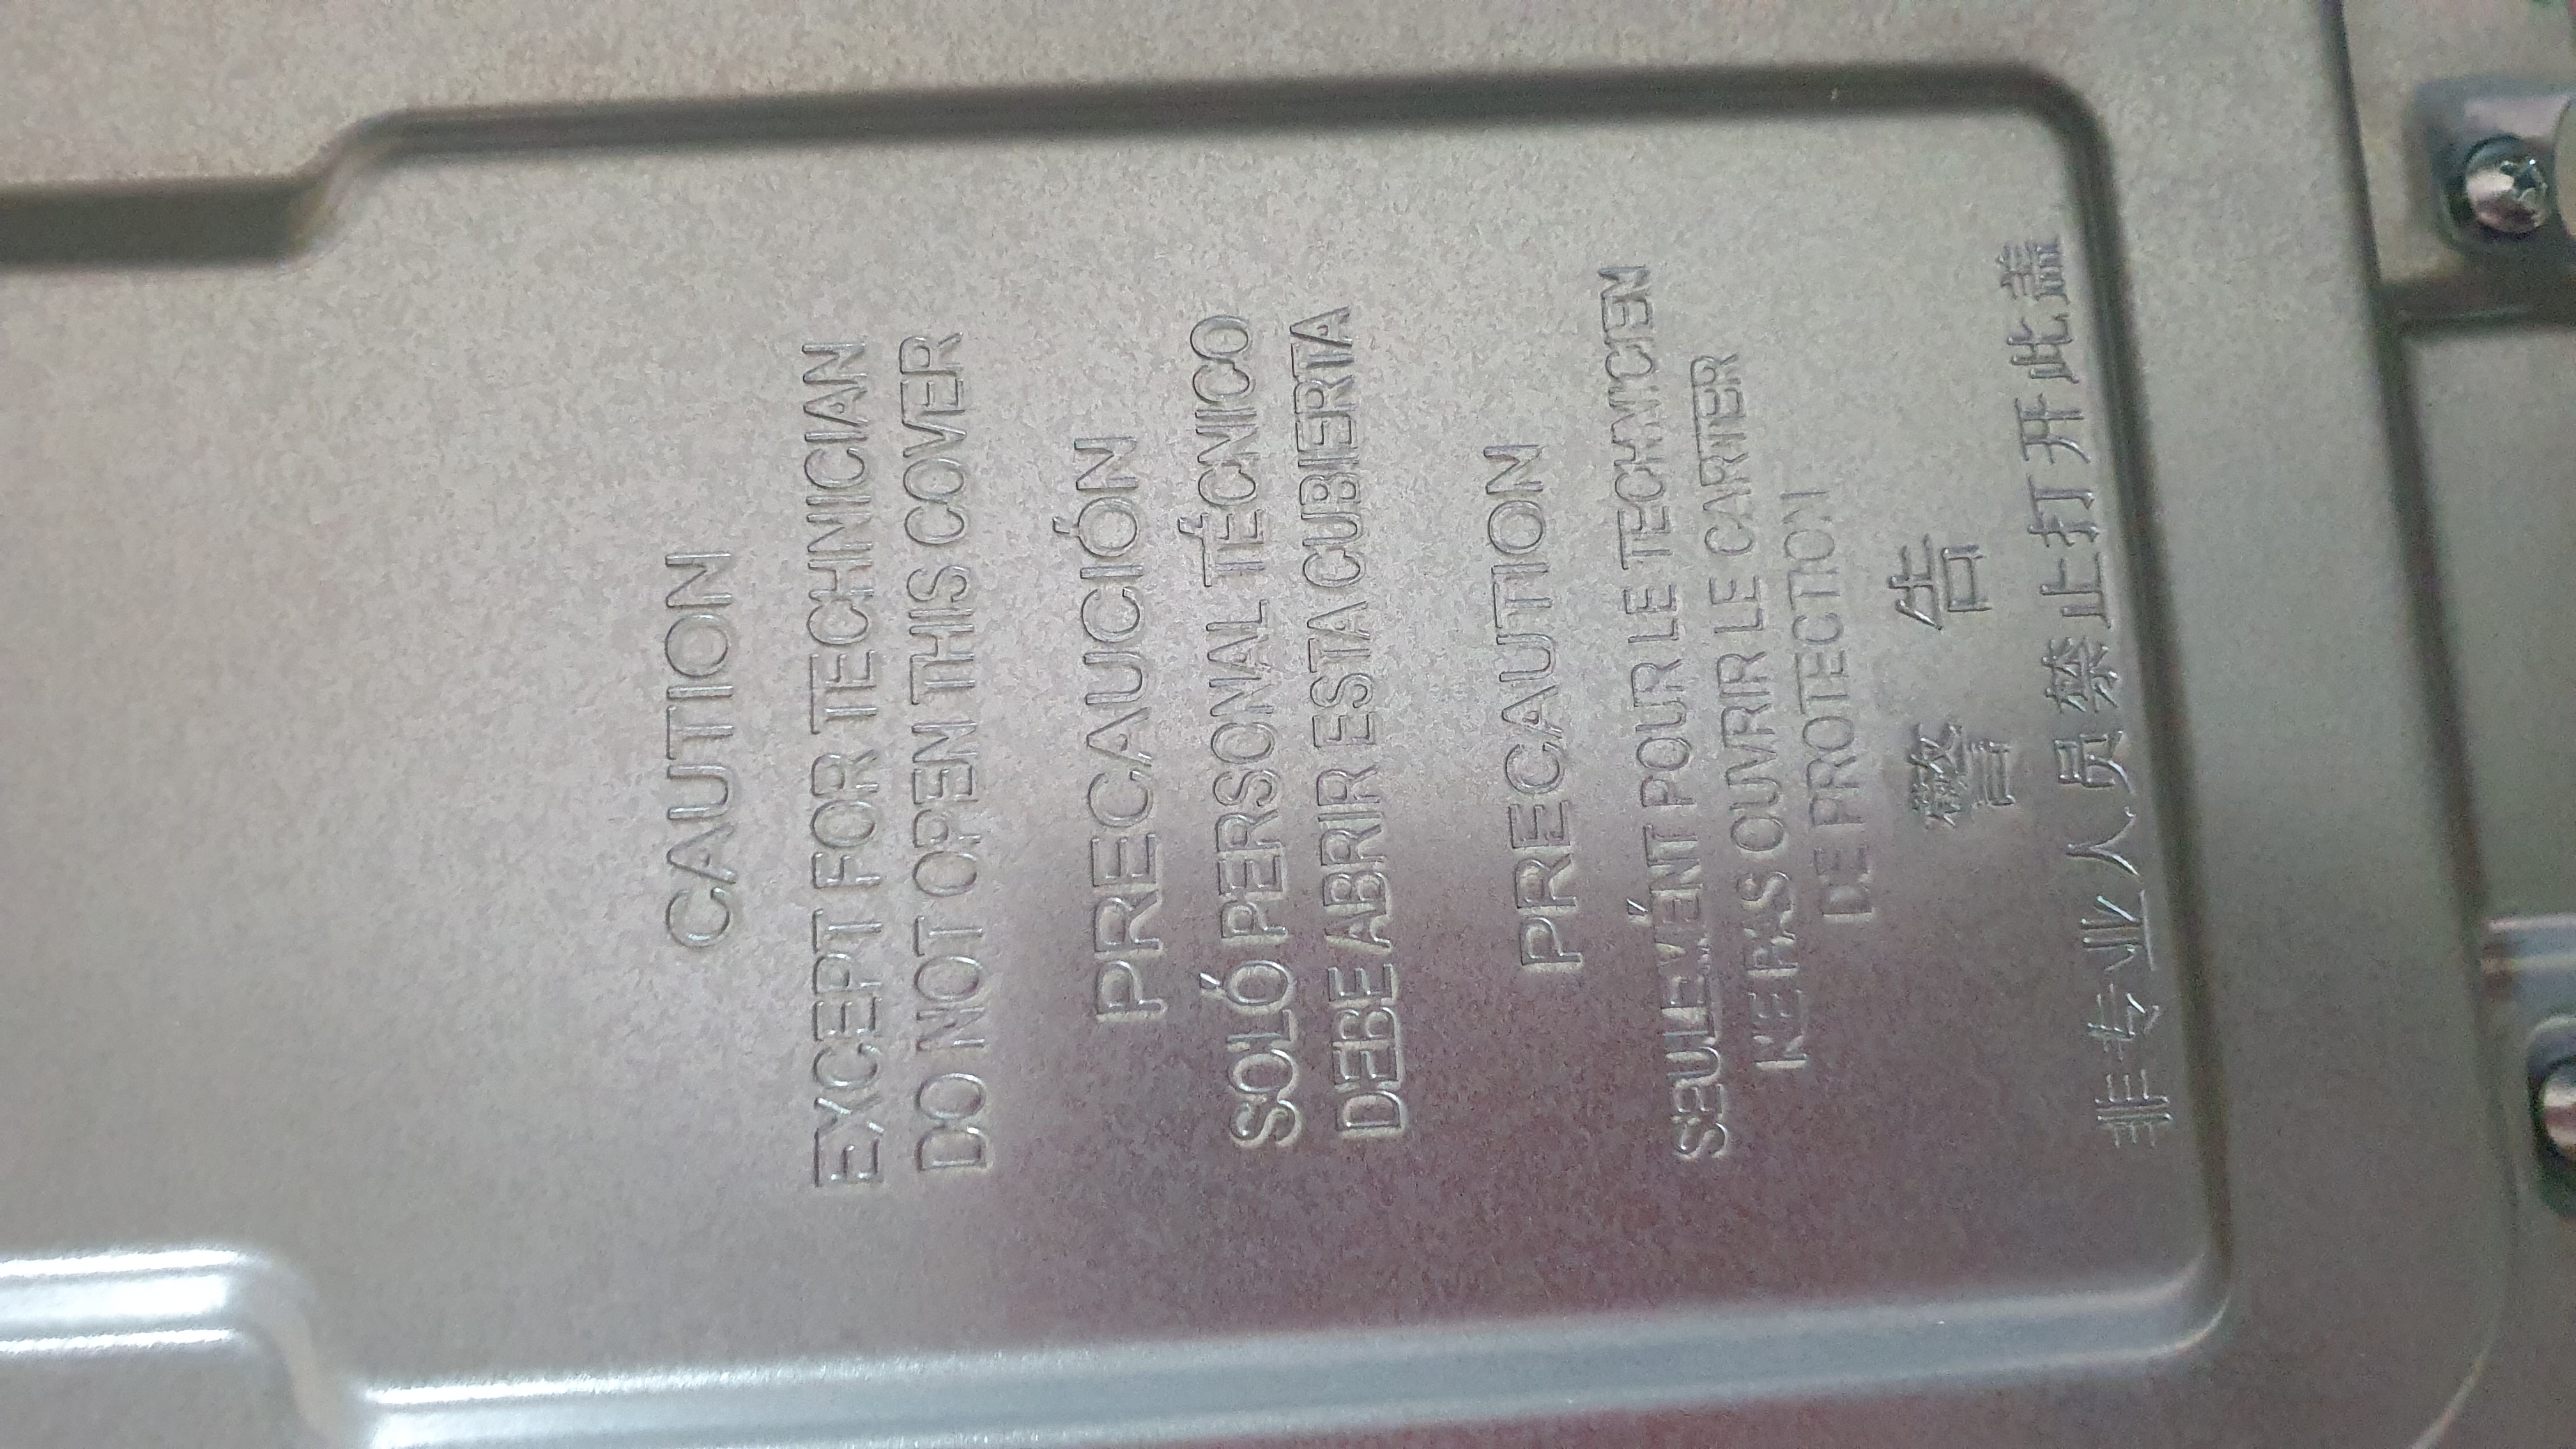 CAUTION
EXCEPT FOR TECHNICIAN
DO NOT OPEN THIS COVER
PRECAUCIÓN
SOLÓ PERSONAL TÉCNICO
DEBE ABRIR ESTA CUBIERTA
PRECAUTION
SEULEMÉNT POUR LE TECHNICIEN
NE PAS OUVRIR LE CARTER
DE PROTECTION
警 告
非专业人员禁止打开此盖